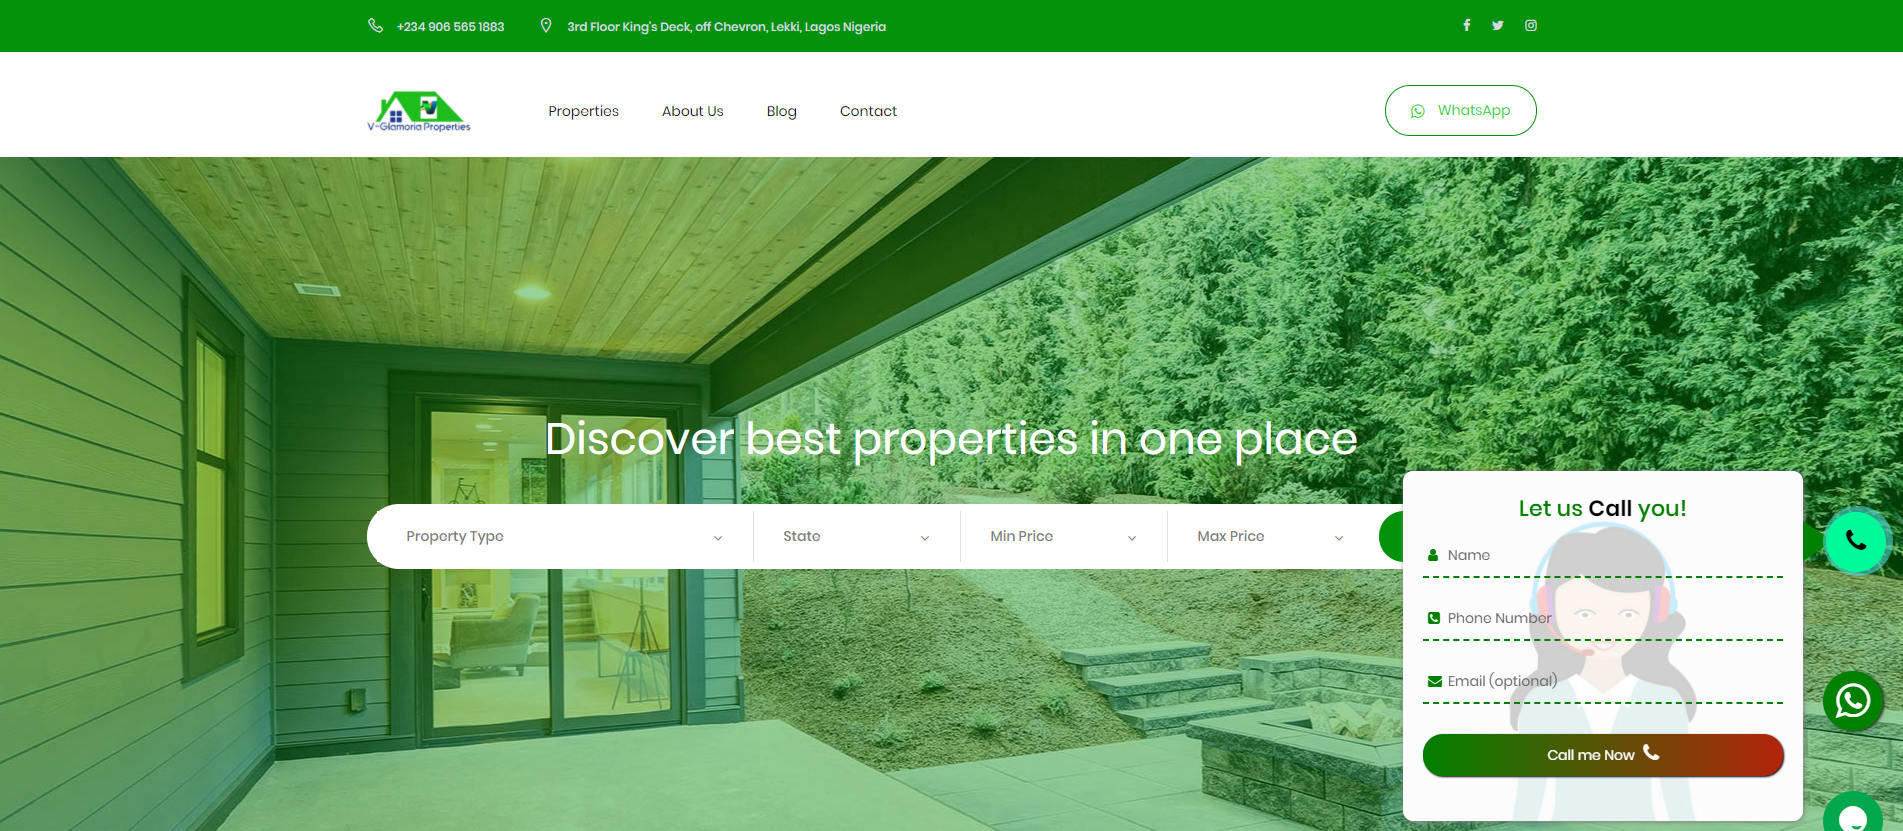 +234 906 565 1883
3rd Floor King's Deck, off Chevron, Lekki, Lagos Nigeria
V-Glamoria Properties
Properties
About Us
Blog
Contact
WhatsApp
Discover best properties in one place
Property Type
State
Min Price
Max Price
Let us Call you!
Name
Phone Number
Email (optional)
Call me Now